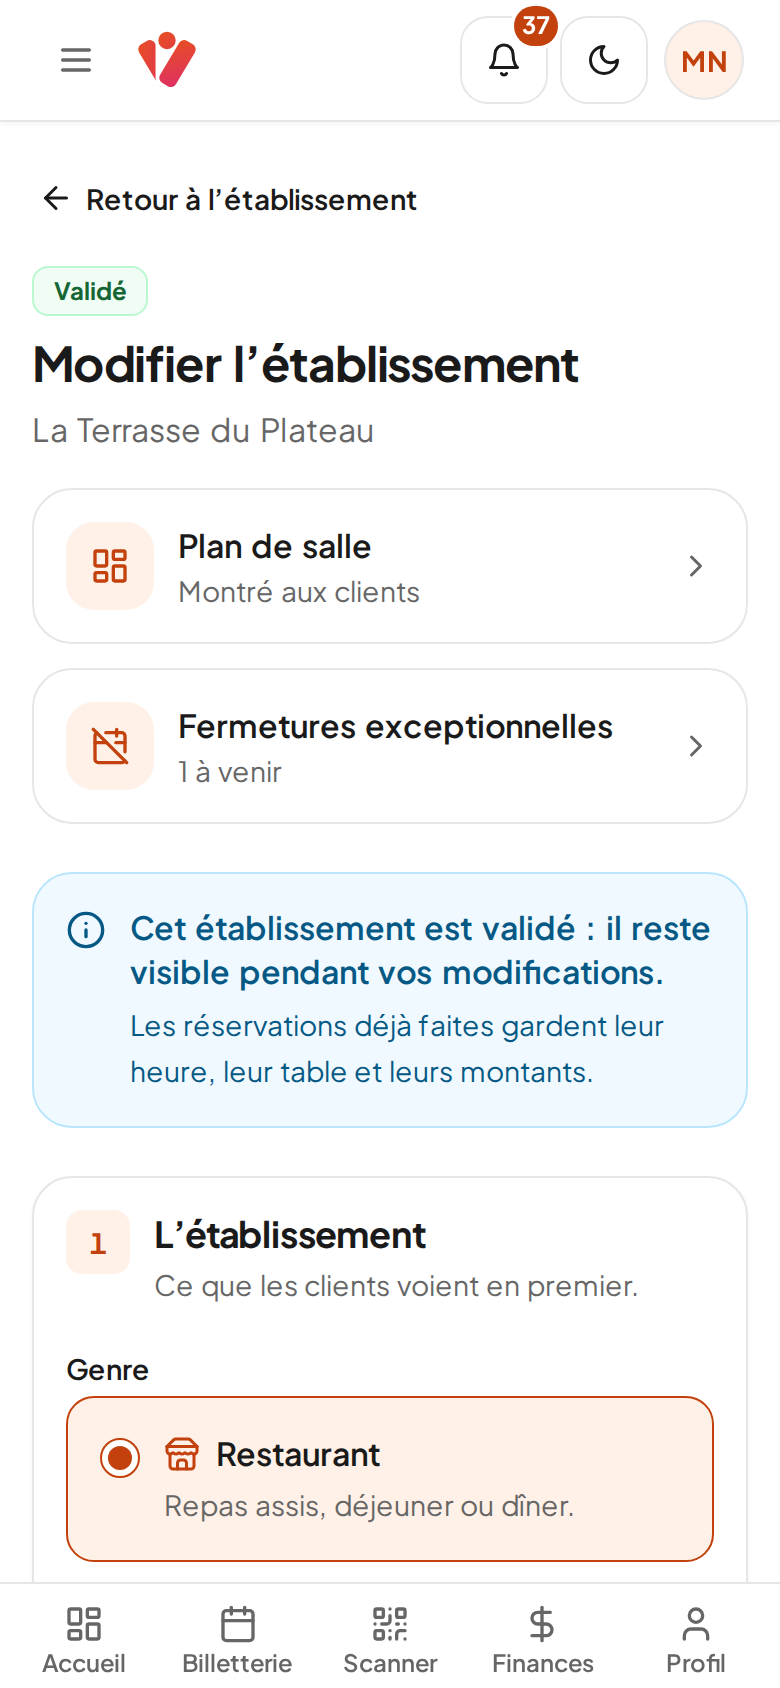 37
MN
Retour à l’établissement
Validé
Modifier l’établissement
La Terrasse du Plateau
Plan de salle
Montré aux clients
Fermetures exceptionnelles
1 à venir
Cet établissement est validé : il reste
visible pendant vos modifications.
Les réservations déjà faites gardent leur
heure, leur table et leurs montants.
1
L’établissement
Ce que les clients voient en premier.
Genre
Restaurant
Repas assis, déjeuner ou dîner.
Accueil
Billetterie
Scanner
Finances
Profil